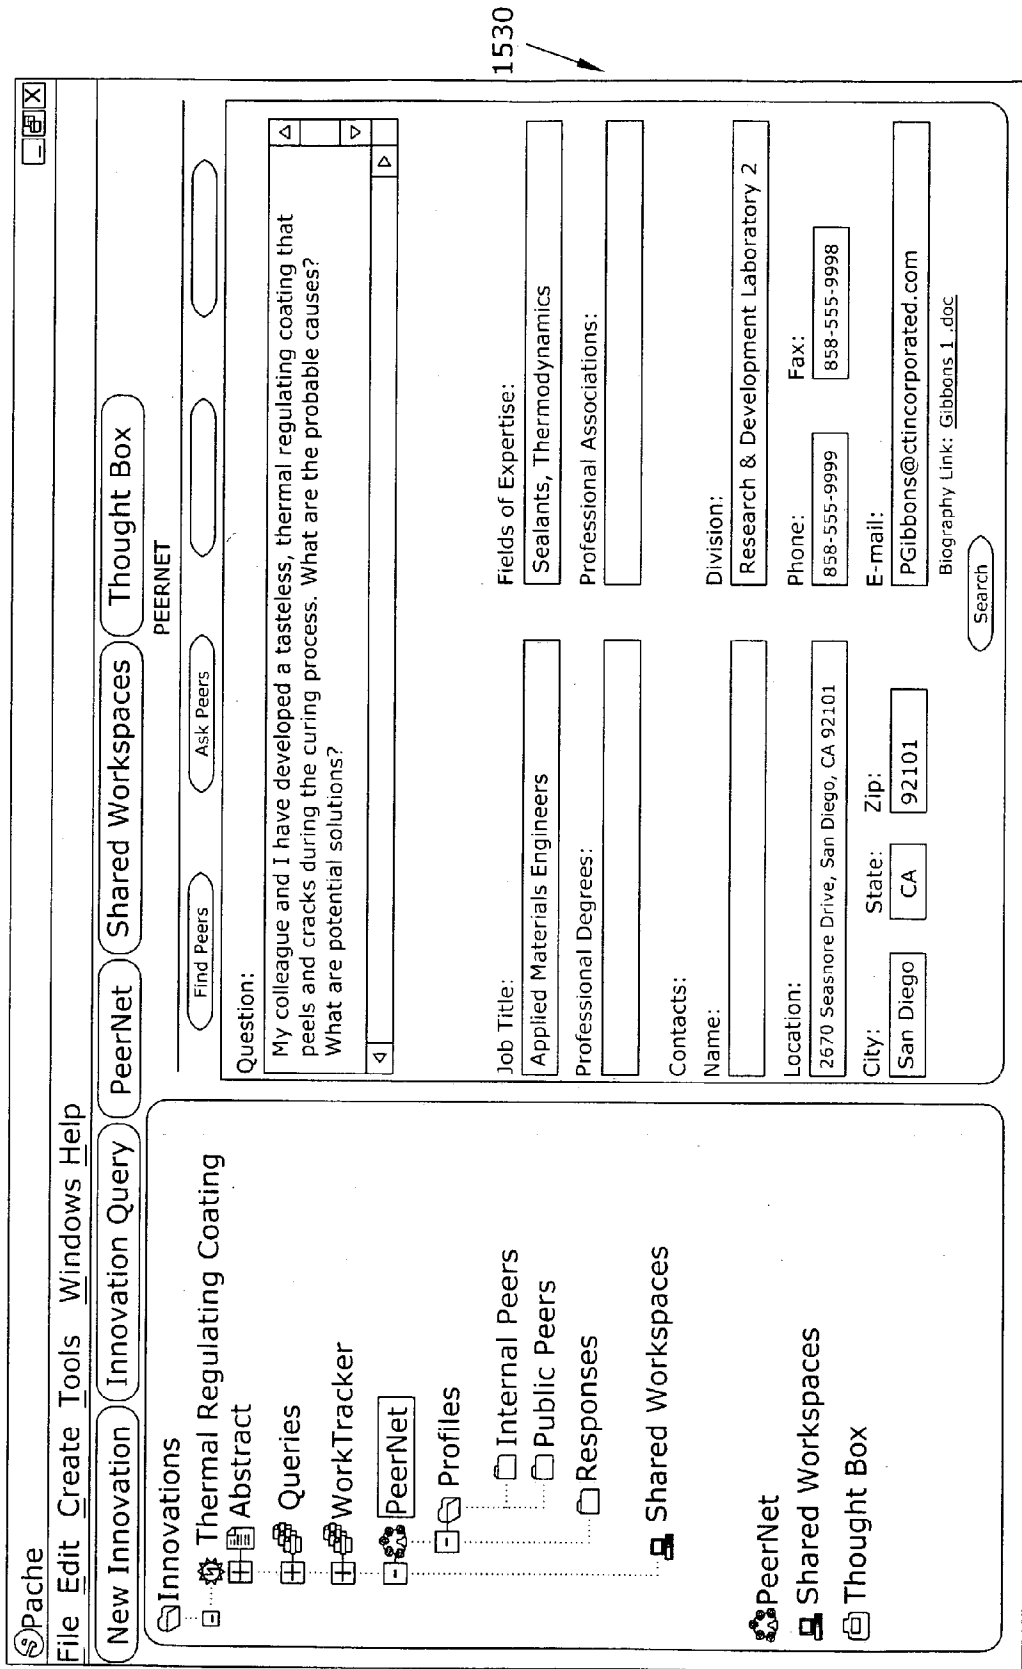 1530
Pache
File Edit Create Tools Windows Help
New Innovation Innovation Query PeerNet Shared Workspaces Thought Box
Innovations
Thermal Regulating Coating
Abstract
Queries
WorkTracker
PeerNet
Profiles
Internal Peers
Public Peers
Responses
Shared Workspaces
PeerNet
Shared Workspaces
Thought Box
PEERNET
Find Peers Ask Peers
Question:
My colleague and I have developed a tasteless, thermal regulating coating that
peels and cracks during the curing process. What are the probable causes?
What are potential solutions?
Job Title: Fields of Expertise:
Applied Materials Engineers Sealants, Thermodynamics
Professional Degrees: Professional Associations:
Contacts:
Name: Division:
Research & Development Laboratory 2
Location: Phone: Fax:
2670 Seasnore Drive, San Diego, CA 92101 858-555-9999 858-555-9998
City: State: Zip: E-mail:
San Diego CA 92101 PGibbons@ctincorporated.com
Biography Link: Gibbons 1 .doc
Search